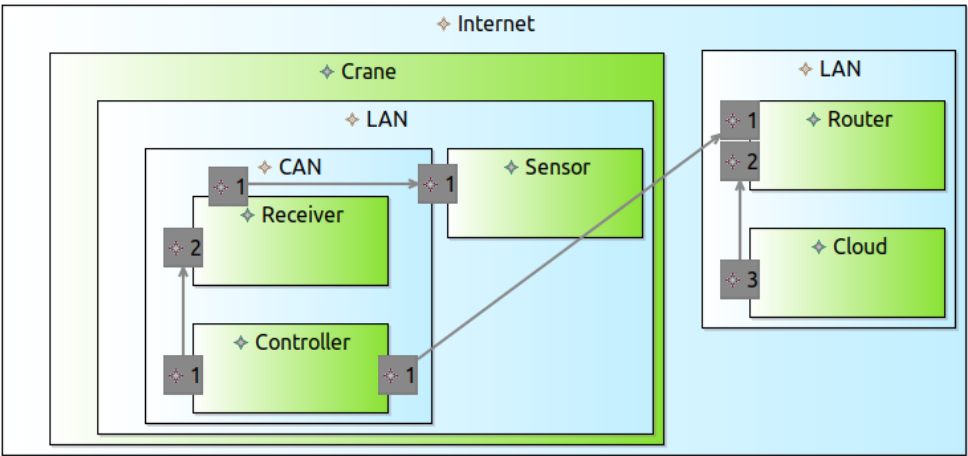 Internet
Crane
LAN
LAN
1
Router
CAN
1
1
Sensor
2
Receiver
2
Cloud
3
Controller
1
1